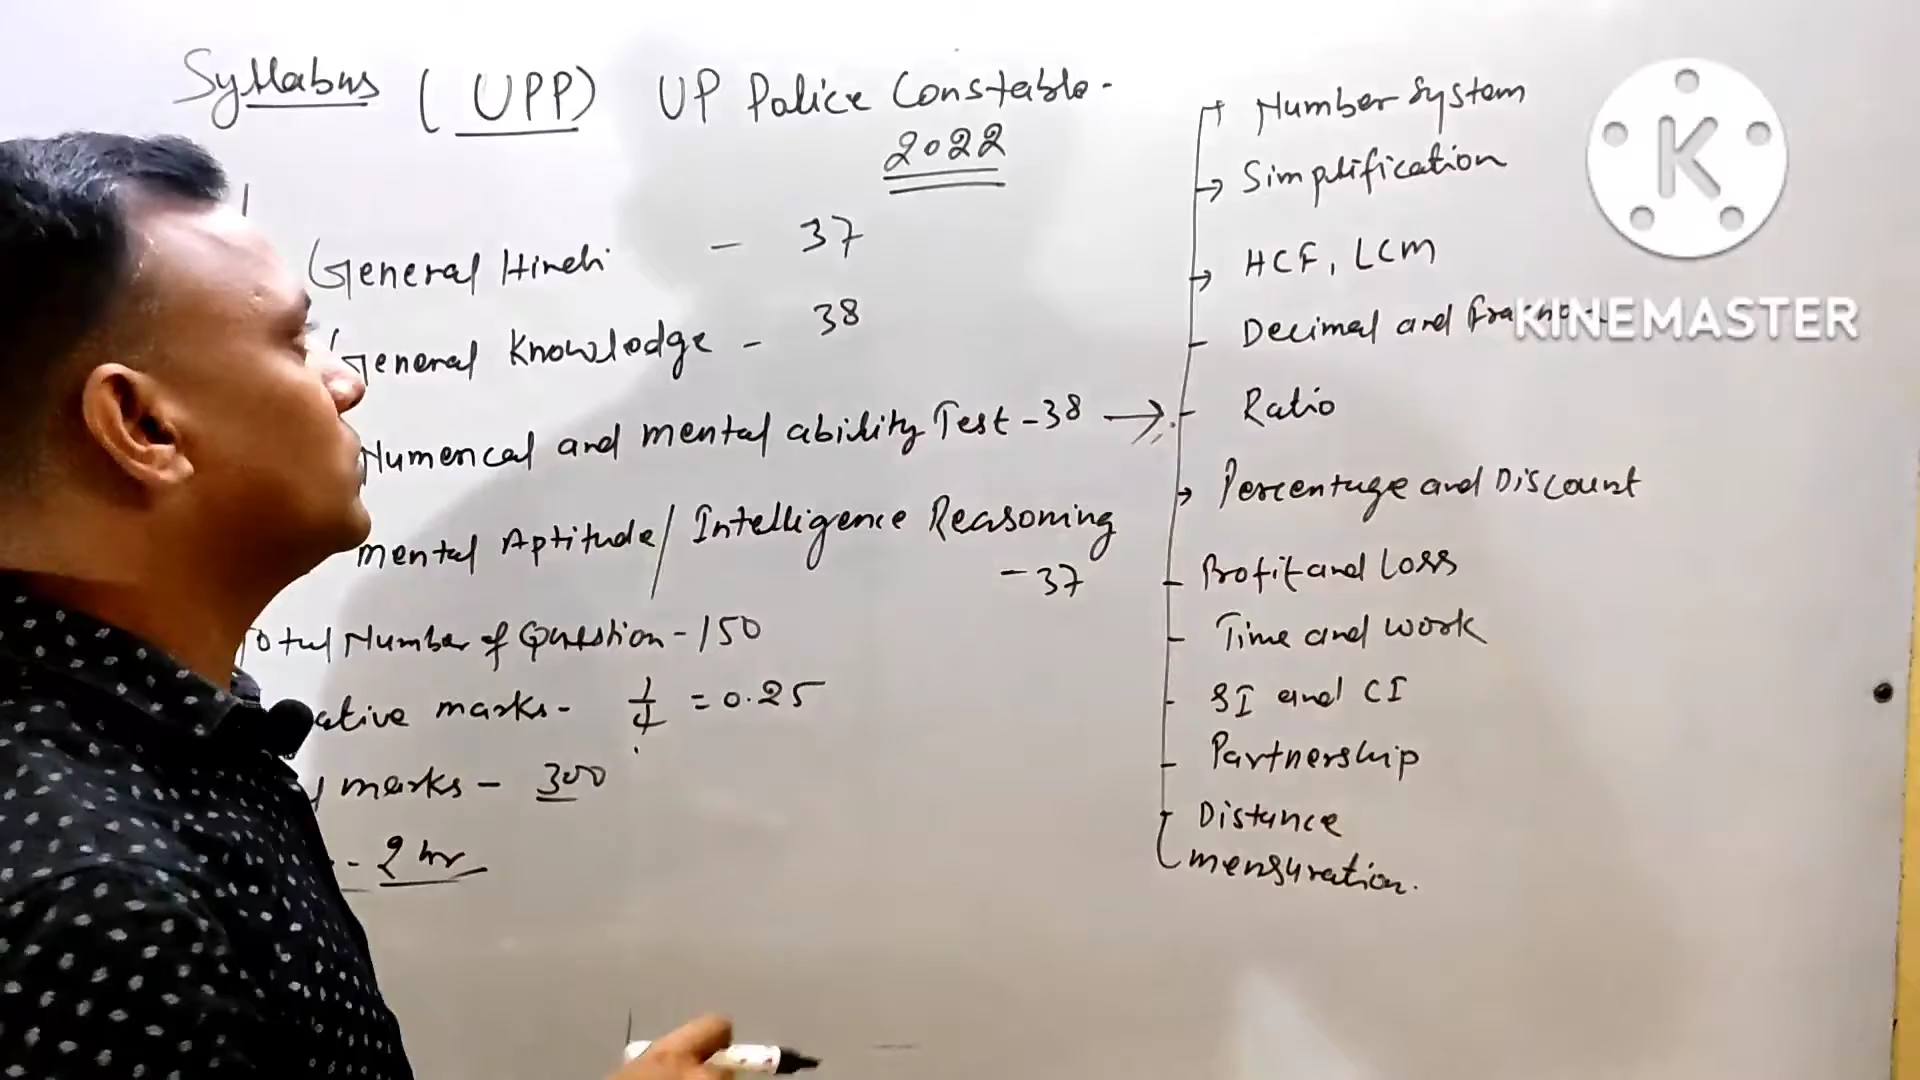 Syllabus (UPP) UP Police Constable-
2022
General Hindi - 37
General Knowledge - 38
Numerical and mental ability Test - 38 →
mental Aptitude/ Intelligence Reasoning
- 37
Total Number of Question - 150
ative marks - 1/4 = 0.25
marks - 300
- 2 hr
→ Number System
→ Simplification
→ HCF, LCM
- Decimal and
- Ratio
→ Percentage and Discount
- Profit and Loss
- Time and work
- SI and CI
- Partnership
- Distance
mensuration.
K
KINEMASTER